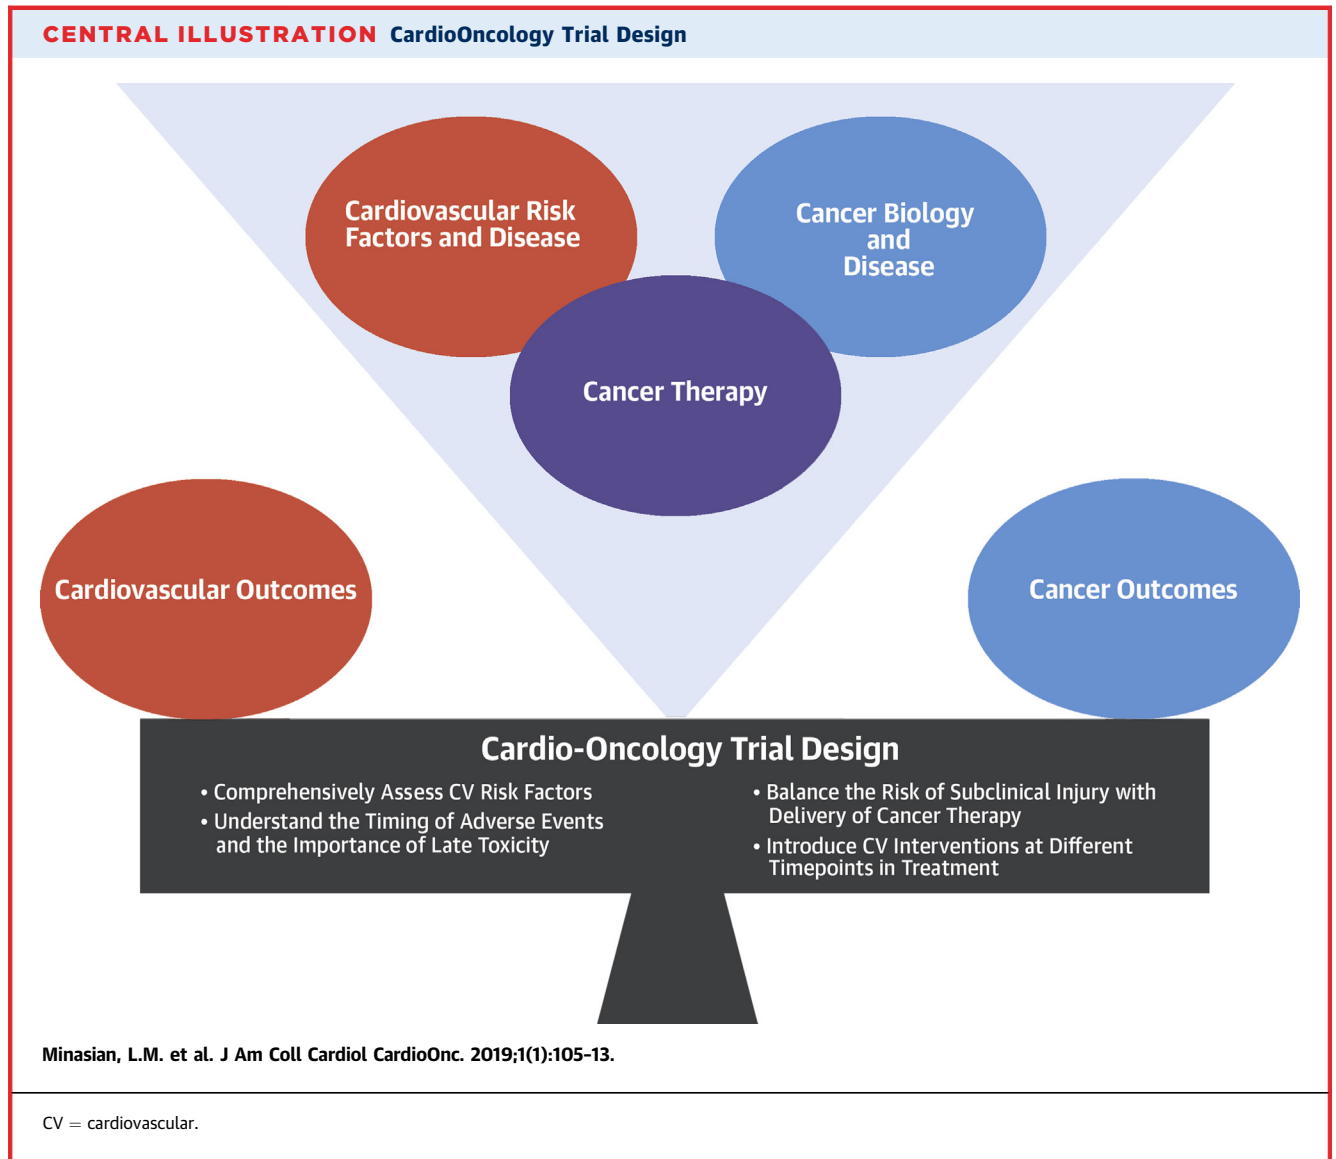 CENTRAL ILLUSTRATION CardioOncology Trial Design
Cardiovascular Risk
Factors and Disease
Cancer Biology
and
Disease
Cancer Therapy
Cardiovascular Outcomes
Cancer Outcomes
Cardio-Oncology Trial Design
• Comprehensively Assess CV Risk Factors
• Understand the Timing of Adverse Events
and the Importance of Late Toxicity
• Balance the Risk of Subclinical Injury with
Delivery of Cancer Therapy
• Introduce CV Interventions at Different
Timepoints in Treatment
Minasian, L.M. et al. J Am Coll Cardiol CardioOnc. 2019;1(1):105–13.
CV = cardiovascular.